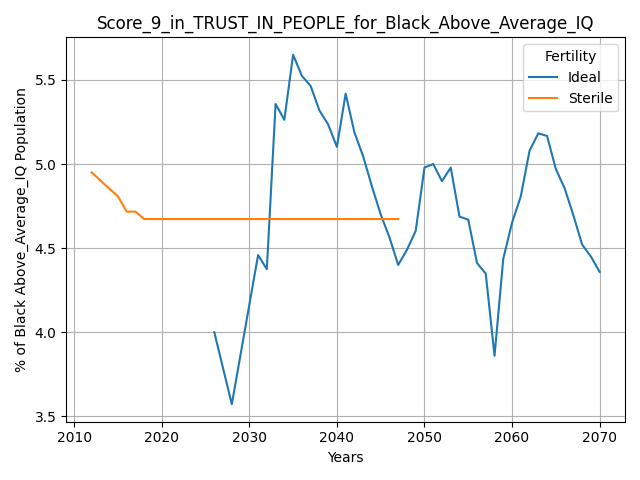 Score_9_in_TRUST_IN_PEOPLE_for_Black_Above_Average_IQ
Fertility
Ideal
Sterile
% of Black Above_Average_IQ Population
5.5
5.0
4.5
4.0
3.5
2010 2020 2030 2040 2050 2060 2070
Years